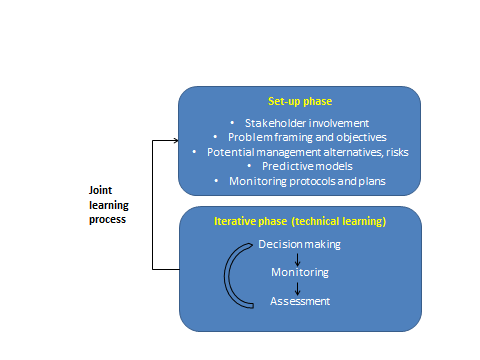 Set-up phase
• Stakeholder involvement
• Problem framing and objectives
• Potential management alternatives, risks
• Predictive models
• Monitoring protocols and plans
Joint
learning
process
Iterative phase (technical learning)
Decision making
Monitoring
Assessment